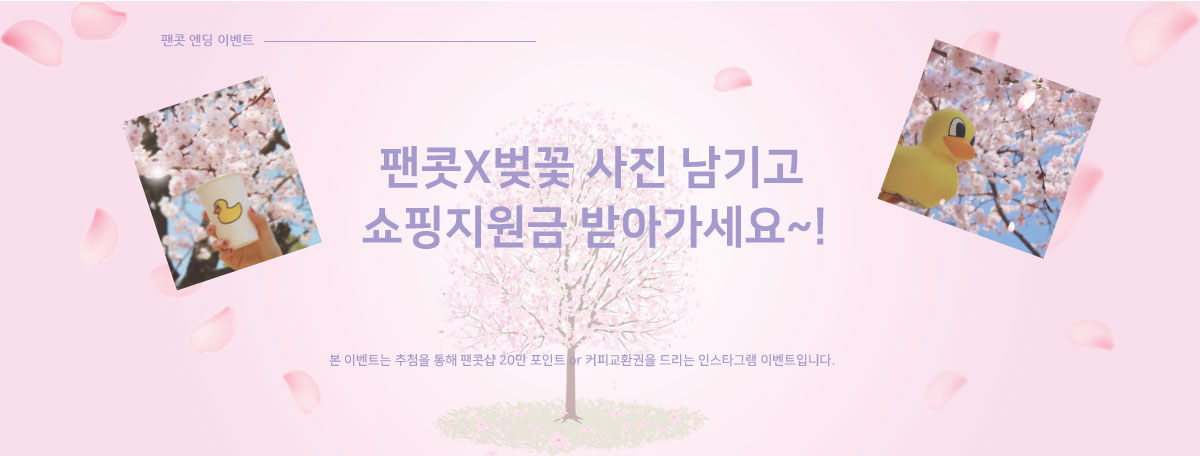 팬콧 엔딩 이벤트
팬콧X벚꽃 사진 남기고
쇼핑지원금 받아가세요~!
본 이벤트는 추첨을 통해 팬콧샵 20만 포인트 or 커피교환권을 드리는 인스타그램 이벤트입니다.